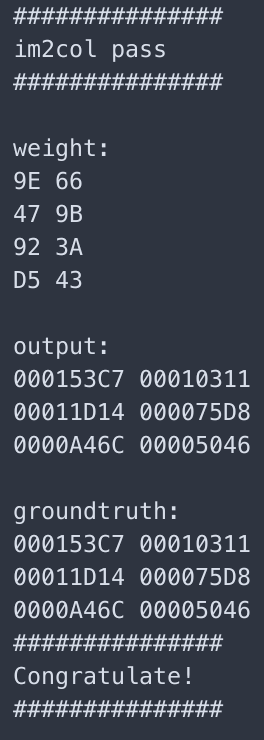 ###############
im2col pass
###############
weight:
9E 66
47 9B
92 3A
D5 43
output:
000153C7 00010311
00011D14 000075D8
0000A46C 00005046
groundtruth:
000153C7 00010311
00011D14 000075D8
0000A46C 00005046
###############
Congratulate!
###############